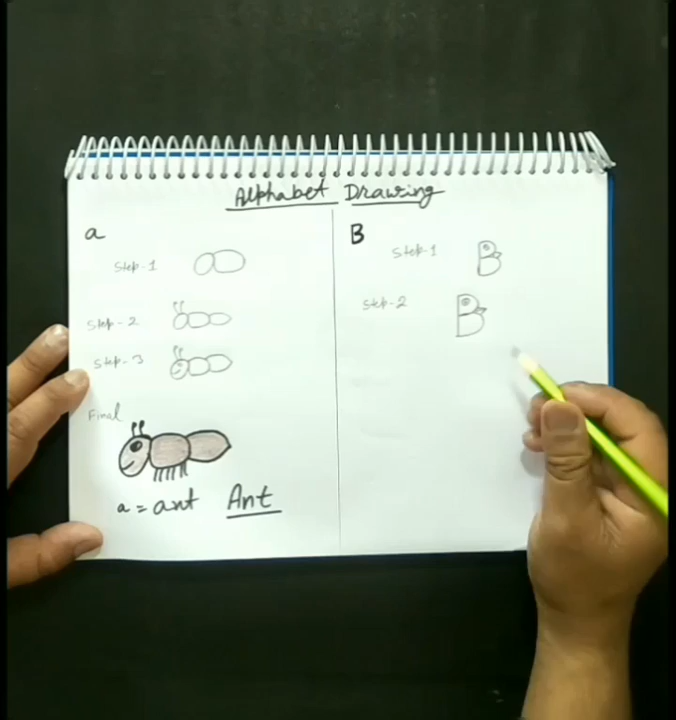 Alphabet Drawing
a
Step-1
Step-2
Step-3
Final
a = ant Ant
B
Step-1
Step-2